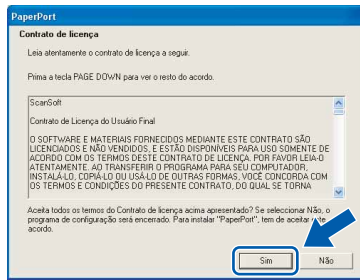 PaperPort
Contrato de licença
Leia atentamente o contrato de licença a seguir.
Prima a tecla PAGE DOWN para ver o resto do acordo.
ScanSoft
Contrato de Licença do Usuário Final
O SOFTWARE E MATERIAIS FORNECIDOS MEDIANTE ESTE CONTRATO SÃO
LICENCIADOS E NÃO VENDIDOS, E ESTÃO DISPONÍVEIS PARA USO SOMENTE DE
ACORDO COM OS TERMOS DESTE CONTRATO DE LICENÇA. POR FAVOR LEIA-O
ATENTAMENTE. AO TRANSFERIR O PROGRAMA PARA SEU COMPUTADOR,
INSTALÁ-LO, COPIÁ-LO OU USÁ-LO DE OUTRAS FORMAS, VOCÊ CONCORDA COM
OS TERMOS E CONDIÇÕES DO PRESENTE CONTRATO, DO QUAL SE TORNA
Aceita todos os termos do Contrato de licença acima apresentado? Se seleccionar Não, o
programa de configuração será encerrado. Para instalar "PaperPort", tem de aceitar este
acordo.
Sim
Não